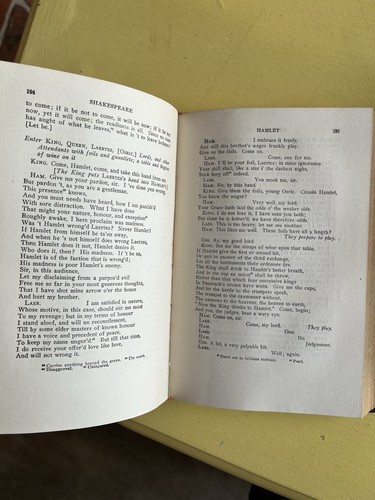 194
SHAKESPEARE
to come; if it be not to come, it will be now; if it be not
now, yet it will come; the readiness is all. Since no man
has aught of what he leaves, what is't to leave betimes?
[Let be.]
Enter KING, QUEEN, LAERTES, [OSRIC,] Lords, and other
Attendants with foils and gauntlets; a table and flagons
of wine on it
KING. Come, Hamlet, come, and take this hand from me.
[The King puts LAERTES'S hand into HAMLET'S.
HAM. Give me your pardon, sir. I've done you wrong,
But pardon 't, as you are a gentleman.
This presence knows,
And you must needs have heard, how I am punish'd
With sore distraction. What I have done
That might your nature, honour, and exception
Roughly awake, I here proclaim was madness.
Was 't Hamlet wrong'd Laertes? Never Hamlet!
If Hamlet from himself be ta'en away,
And when he 's not himself does wrong Laertes,
Then Hamlet does it not, Hamlet denies it.
Who does it, then? His madness. If 't be so,
Hamlet is of the faction that is wrong'd;
His madness is poor Hamlet's enemy.
Sir, in this audience,
Let my disclaiming from a purpos'd evil
Free me so far in your most generous thoughts,
That I have shot mine arrow o'er the house
And hurt my brother.
LAER. I am satisfied in nature,
Whose motive, in this case, should stir me most
To my revenge; but in my terms of honour
I stand aloof, and will no reconcilement,
Till by some elder masters of known honour
I have a voice and precedent of peace,
To keep my name ungor'd. But till that time,
I do receive your offer'd love like love,
And will not wrong it.
Disapproval. Uninjured.
HAMLET
195
HAM. I embrace it freely,
And will this brother's wager frankly play.
Give us the foils. Come on.
LAER. Come, one for me.
HAM. I 'll be your foil, Laertes; in mine ignorance
Your skill shall, like a star i' the darkest night,
Stick fiery off indeed.
LAER. You mock me, sir.
HAM. No, by this hand.
KING. Give them the foils, young Osric. Cousin Hamlet,
You know the wager?
HAM. Very well, my lord.
Your Grace hath laid the odds o' the weaker side.
KING. I do not fear it, I have seen you both;
But since he is better'd, we have therefore odds.
LAER. This is too heavy, let me see another.
HAM. This likes me well. These foils have all a length?
They prepare to play.
OSR. Ay, my good lord.
KING. Set me the stoups of wine upon that table.
If Hamlet give the first or second hit,
Or quit in answer of the third exchange,
Let all the battlements their ordnance fire.
The King shall drink to Hamlet's better breath,
And in the cup an union shall he throw,
Richer than that which four successive kings
In Denmark's crown have worn. Give me the cups,
And let the kettle to the trumpets speak,
The trumpet to the cannoneer without,
The cannons to the heavens, the heaven to earth,
"Now the King drinks to Hamlet." Come, begin;
And you, the judges, bear a wary eye.
HAM. Come on, sir.
LAER. Come, my lord. They play.
HAM. One.
LAER. No.
HAM. Judgement.
OSR. A hit, a very palpable hit.
LAER. Well; again.
Stand out in brilliant contrast. Pearl.